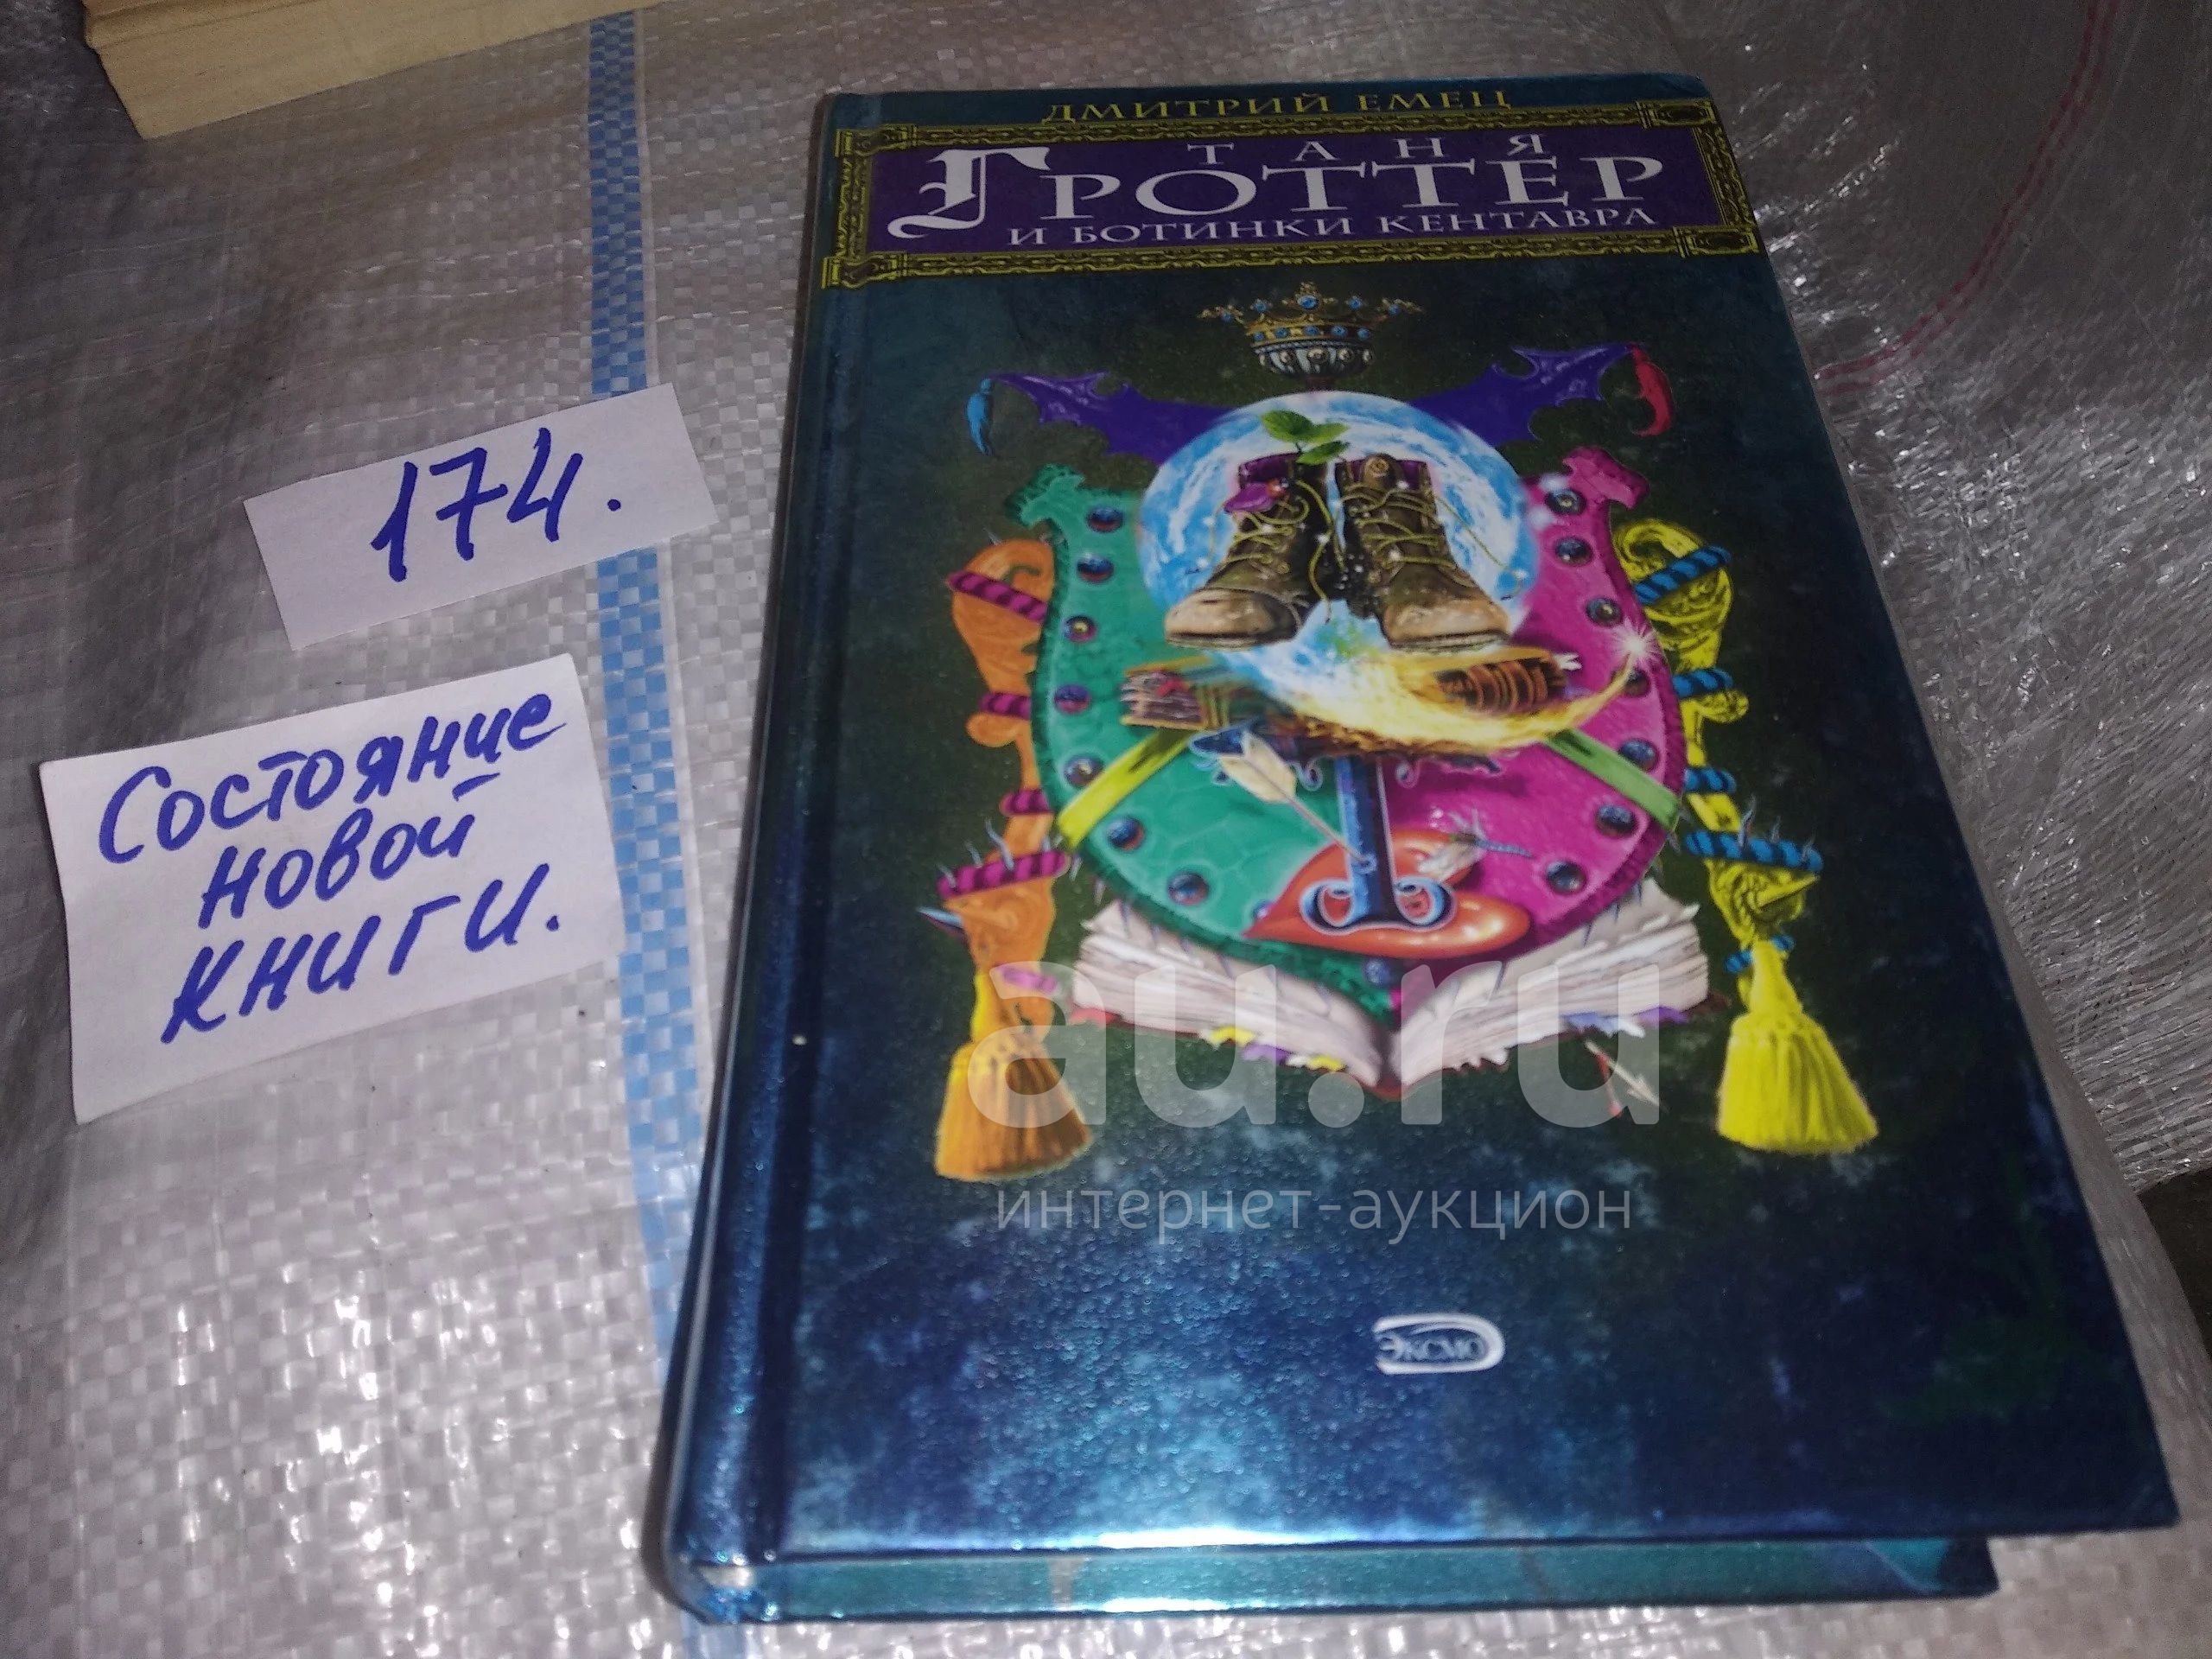 ДМИТРИЙ ЕМЕЦ
ТАНЯ
ГРОТТЕР
И БОТИНКИ КЕНТАВРА
174.
Состояние
новой
книги.
au.ru
интернет-аукцион
ЭКСМО